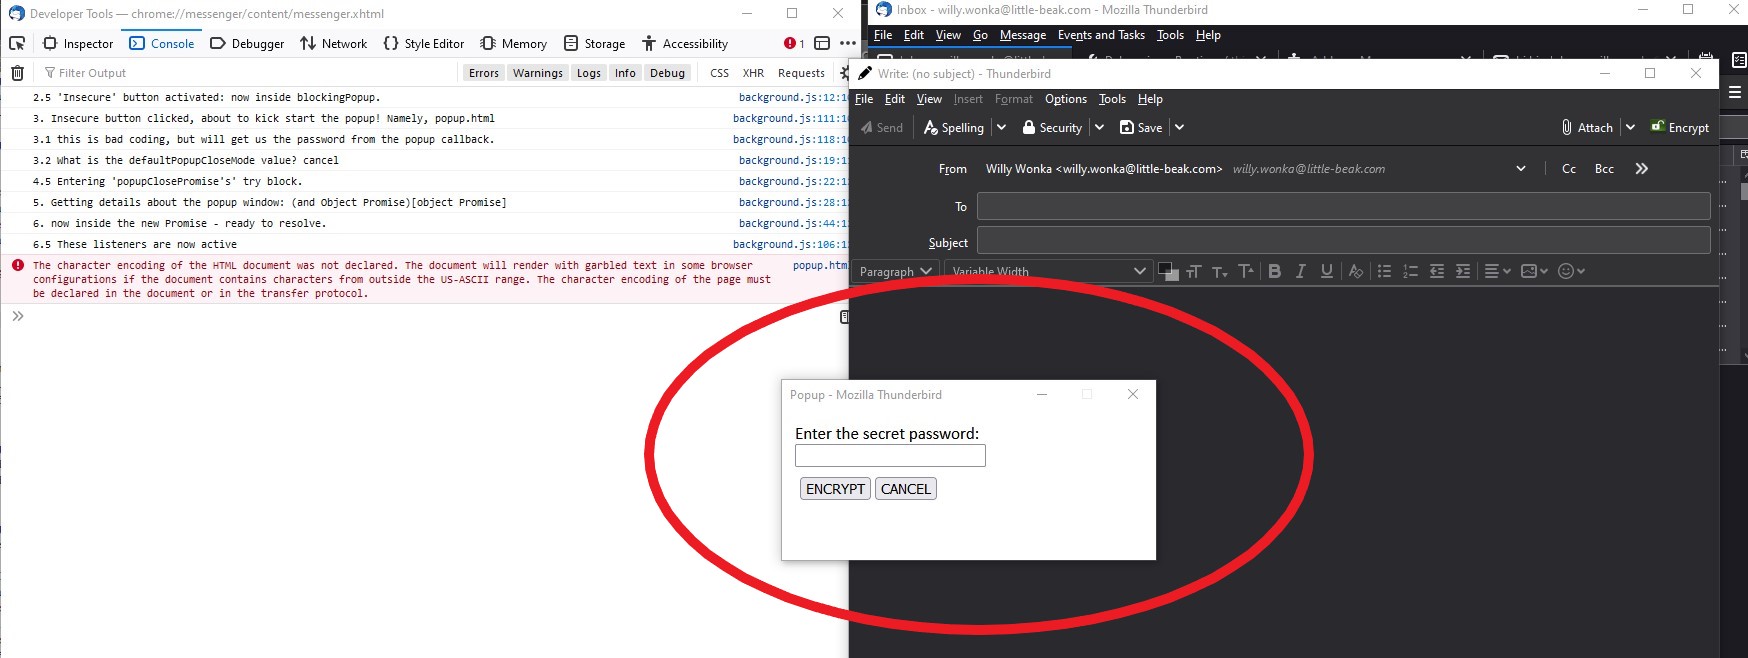 Developer Tools — chrome://messenger/content/messenger.xhtml
Inspector Console Debugger Network Style Editor Memory Storage Accessibility 1
Filter Output Errors Warnings Logs Info Debug CSS XHR Requests
2.5 'Insecure' button activated: now inside blockingPopup. background.js:12:1
3. Insecure button clicked, about to kick start the popup! Namely, popup.html background.js:111:1
3.1 this is bad coding, but will get us the password from the popup callback. background.js:118:1
3.2 What is the defaultPopupCloseMode value? cancel background.js:19:1
4.5 Entering 'popupClosePromise's' try block. background.js:22:1
5. Getting details about the popup window: (and Object Promise)[object Promise] background.js:28:1
6. now inside the new Promise - ready to resolve. background.js:44:1
6.5 These listeners are now active background.js:106:1
The character encoding of the HTML document was not declared. The document will render with garbled text in some browser popup.html
configurations if the document contains characters from outside the US-ASCII range. The character encoding of the page must
be declared in the document or in the transfer protocol.
Inbox - willy.wonka@little-beak.com - Mozilla Thunderbird
File Edit View Go Message Events and Tasks Tools Help
Write: (no subject) - Thunderbird
File Edit View Insert Format Options Tools Help
Send Spelling Security Save Attach Encrypt
From Willy Wonka <willy.wonka@little-beak.com> willy.wonka@little-beak.com Cc Bcc
To
Subject
Paragraph Variable Width
Popup - Mozilla Thunderbird
Enter the secret password:
ENCRYPT CANCEL